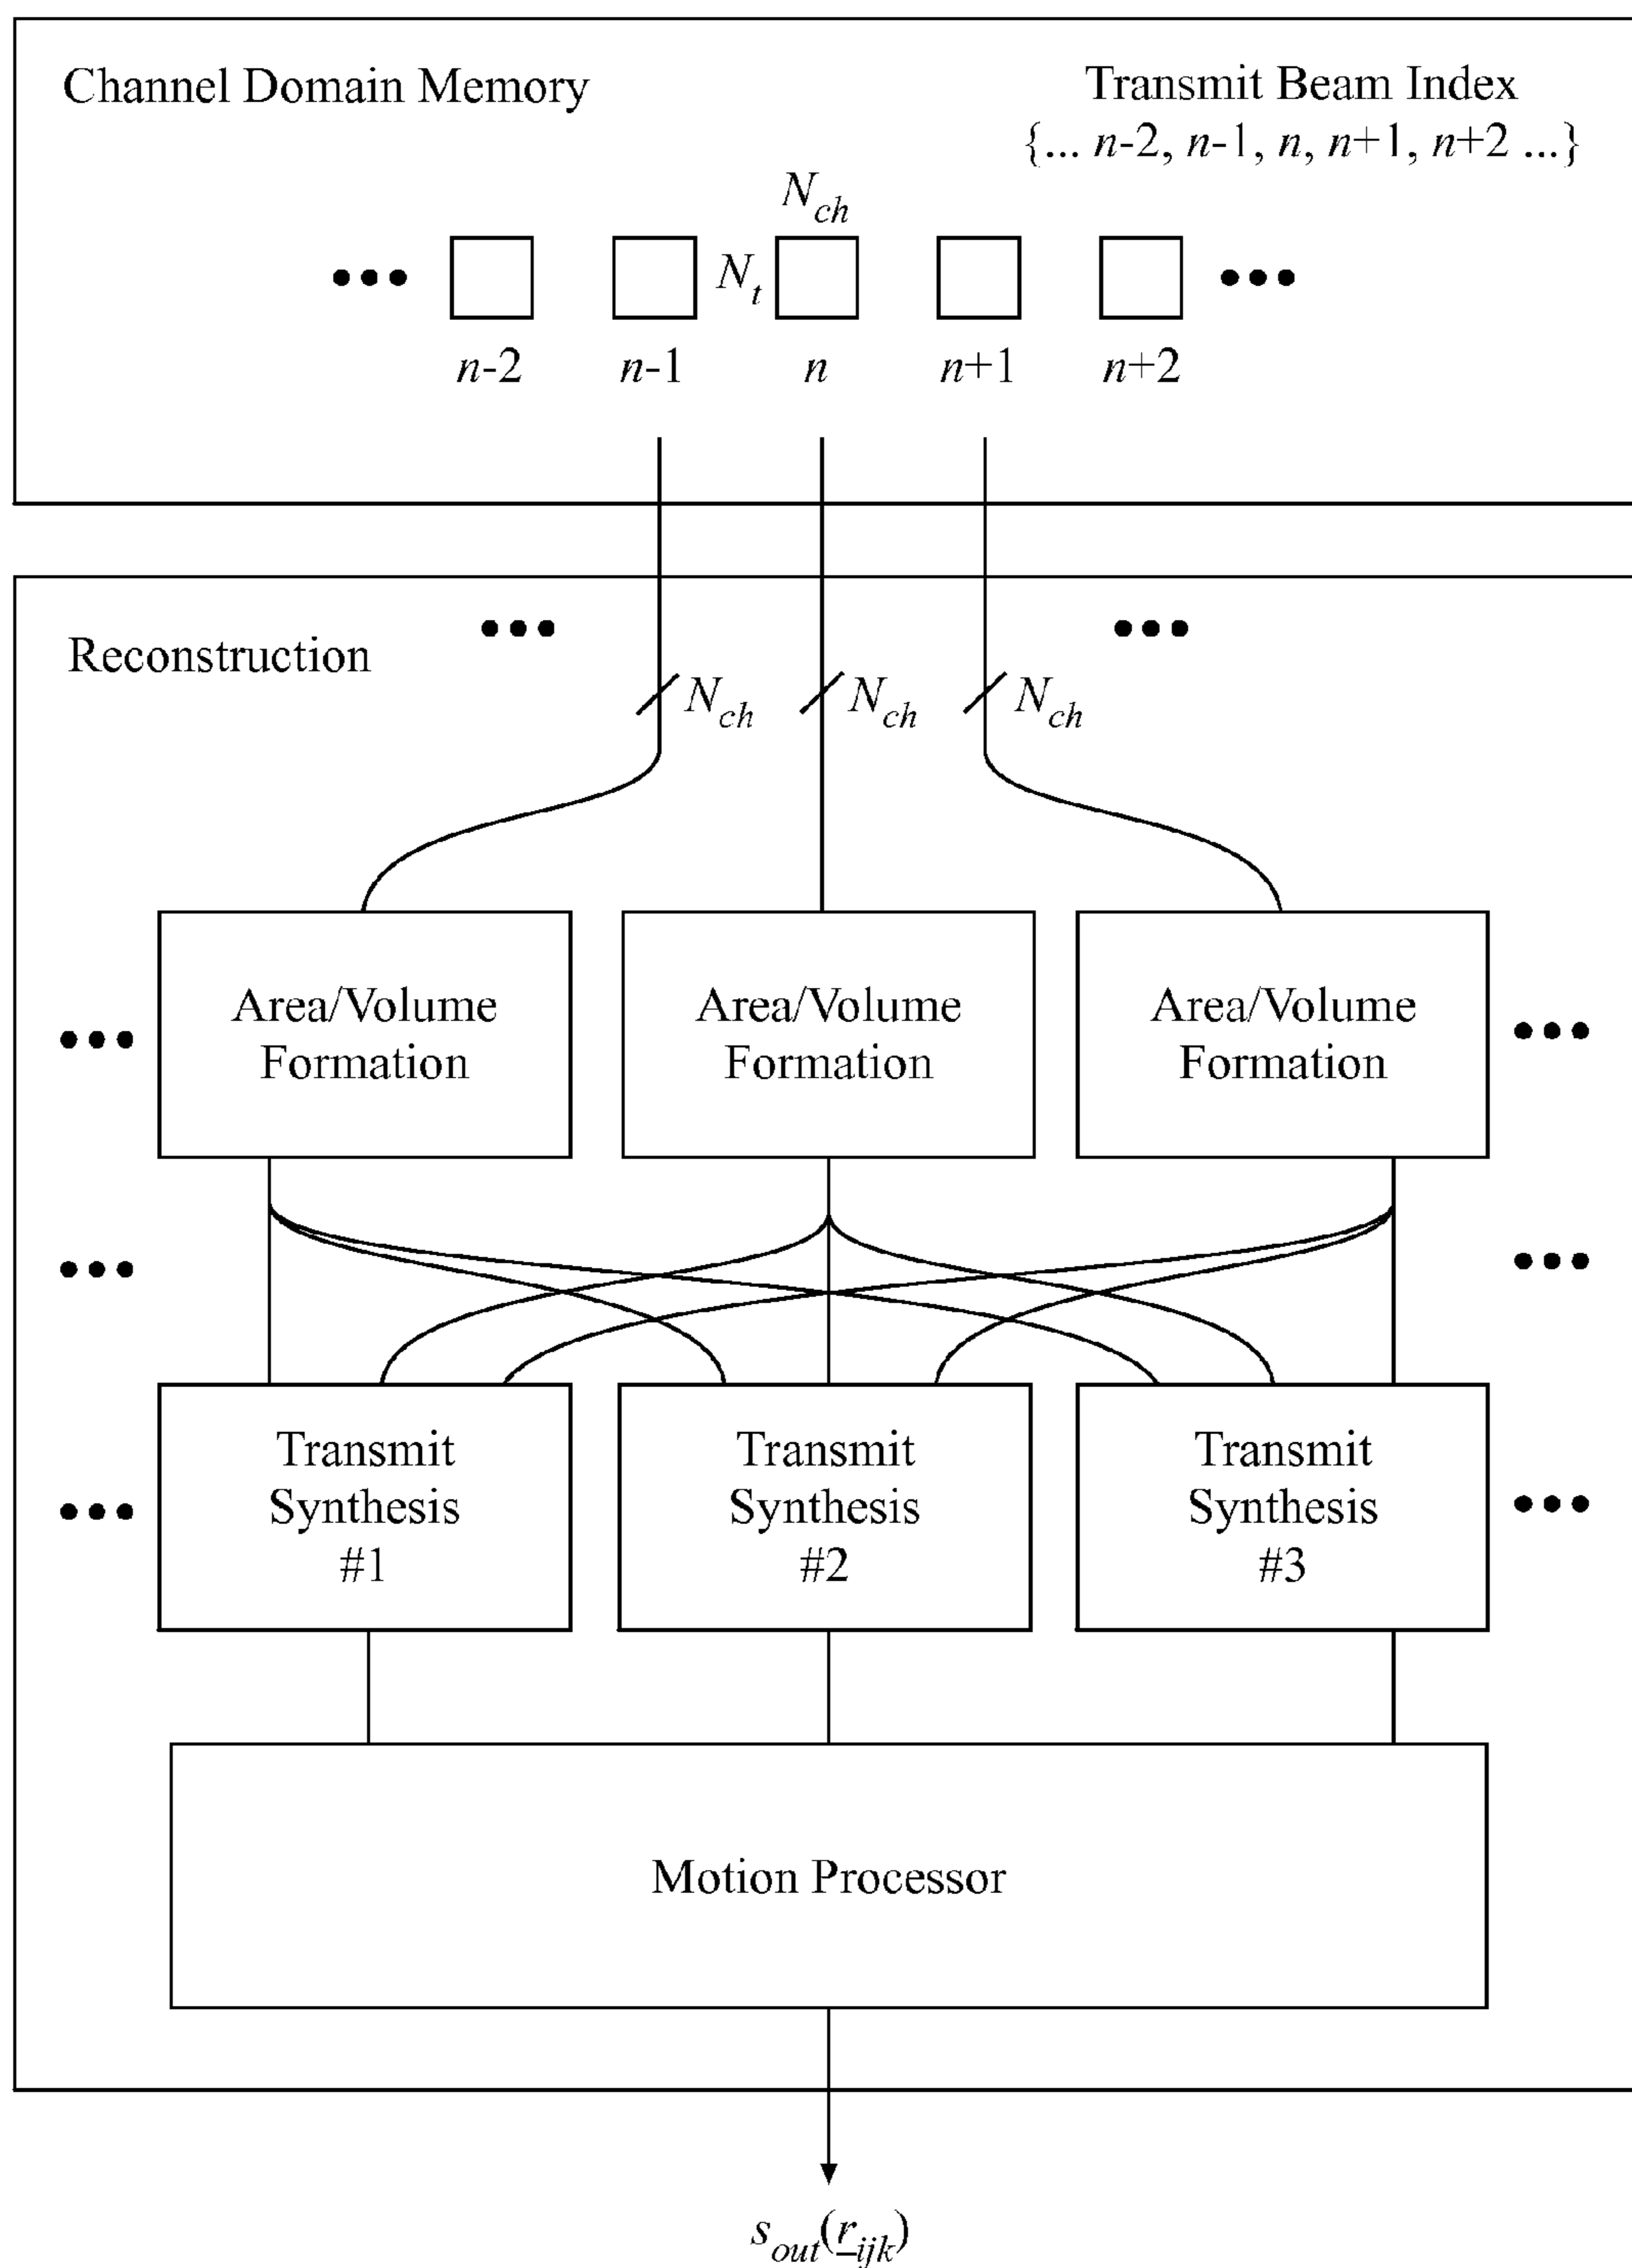 Channel Domain Memory
Transmit Beam Index
{... n-2, n-1, n, n+1, n+2 ...}
N_ch
N_t
n-2 n-1 n n+1 n+2
Reconstruction
N_ch N_ch N_ch
Area/Volume
Formation
Area/Volume
Formation
Area/Volume
Formation
Transmit
Synthesis
#1
Transmit
Synthesis
#2
Transmit
Synthesis
#3
Motion Processor
s_out(r_ijk)